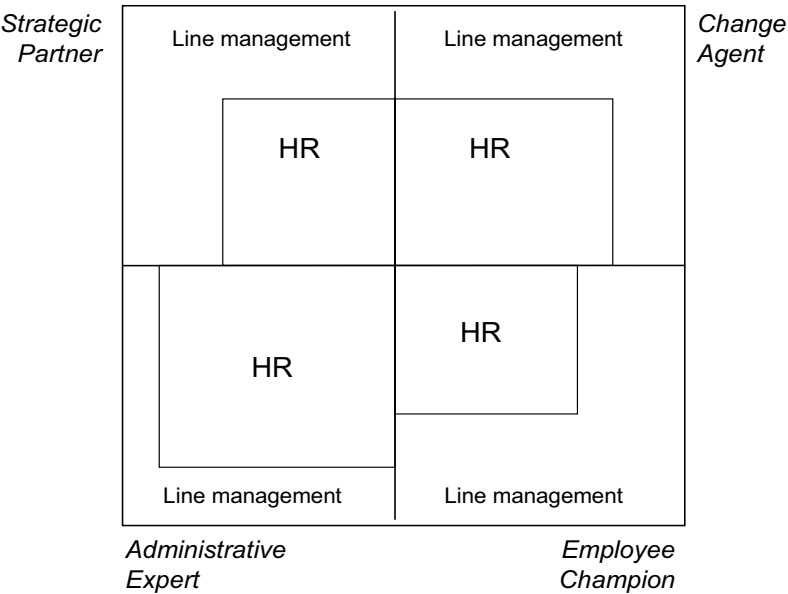 Strategic
Partner
Line management
Line management
Change
Agent
HR
HR
HR
HR
Line management
Line management
Administrative
Expert
Employee
Champion